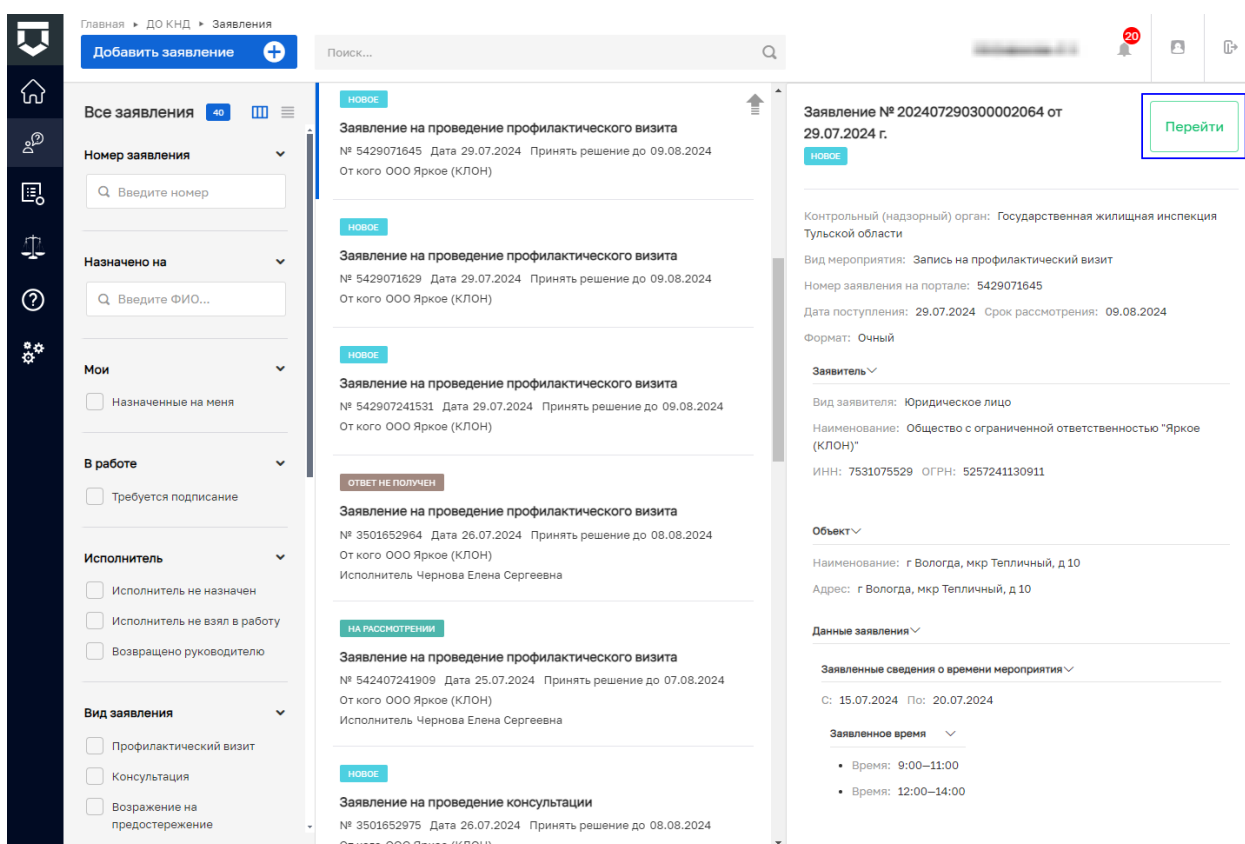 Главная ▸ ДО КНД ▸ Заявления
Добавить заявление
Поиск...
20
Все заявления 40
Номер заявления
Введите номер
Назначено на
Введите ФИО...
Мои
Назначенные на меня
В работе
Требуется подписание
Исполнитель
Исполнитель не назначен
Исполнитель не взял в работу
Возвращено руководителю
Вид заявления
Профилактический визит
Консультация
Возражение на
предостережение
НОВОЕ
Заявление на проведение профилактического визита
№ 5429071645 Дата 29.07.2024 Принять решение до 09.08.2024
От кого ООО Яркое (КЛОН)
НОВОЕ
Заявление на проведение профилактического визита
№ 5429071629 Дата 29.07.2024 Принять решение до 09.08.2024
От кого ООО Яркое (КЛОН)
НОВОЕ
Заявление на проведение профилактического визита
№ 542907241531 Дата 29.07.2024 Принять решение до 09.08.2024
От кого ООО Яркое (КЛОН)
ОТВЕТ НЕ ПОЛУЧЕН
Заявление на проведение профилактического визита
№ 3501652964 Дата 26.07.2024 Принять решение до 08.08.2024
От кого ООО Яркое (КЛОН)
Исполнитель Чернова Елена Сергеевна
НА РАССМОТРЕНИИ
Заявление на проведение профилактического визита
№ 542407241909 Дата 25.07.2024 Принять решение до 07.08.2024
От кого ООО Яркое (КЛОН)
Исполнитель Чернова Елена Сергеевна
НОВОЕ
Заявление на проведение консультации
№ 3501652975 Дата 26.07.2024 Принять решение до 08.08.2024
От кого ООО Яркое (КЛОН)
Заявление № 202407290300002064 от
29.07.2024 г.
НОВОЕ
Перейти
Контрольный (надзорный) орган: Государственная жилищная инспекция
Тульской области
Вид мероприятия: Запись на профилактический визит
Номер заявления на портале: 5429071645
Дата поступления: 29.07.2024 Срок рассмотрения: 09.08.2024
Формат: Очный
Заявитель
Вид заявителя: Юридическое лицо
Наименование: Общество с ограниченной ответственностью "Яркое
(КЛОН)"
ИНН: 7531075529 ОГРН: 5257241130911
Объект
Наименование: г Вологда, мкр Тепличный, д 10
Адрес: г Вологда, мкр Тепличный, д 10
Данные заявления
Заявленные сведения о времени мероприятия
С: 15.07.2024 По: 20.07.2024
Заявленное время
• Время: 9:00—11:00
• Время: 12:00—14:00